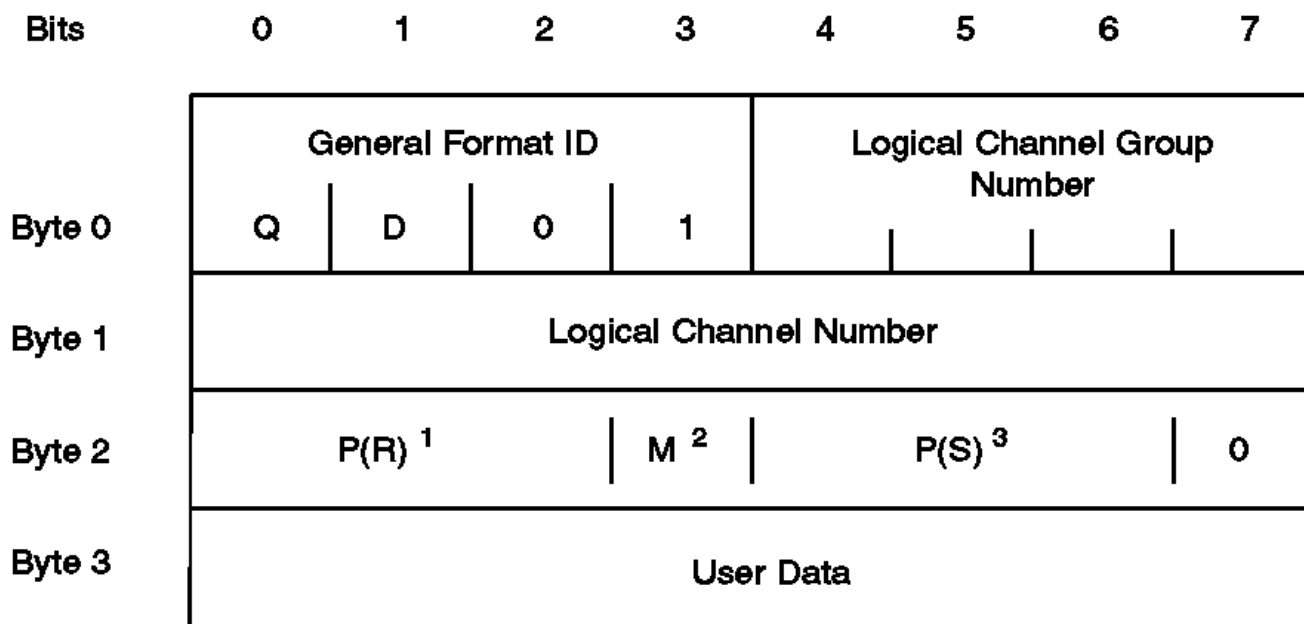 Bits 0 1 2 3 4 5 6 7
General Format ID
Logical Channel Group
Number
Byte 0 Q D 0 1
Byte 1 Logical Channel Number
Byte 2 P(R) 1 M 2 P(S) 3 0
Byte 3 User Data